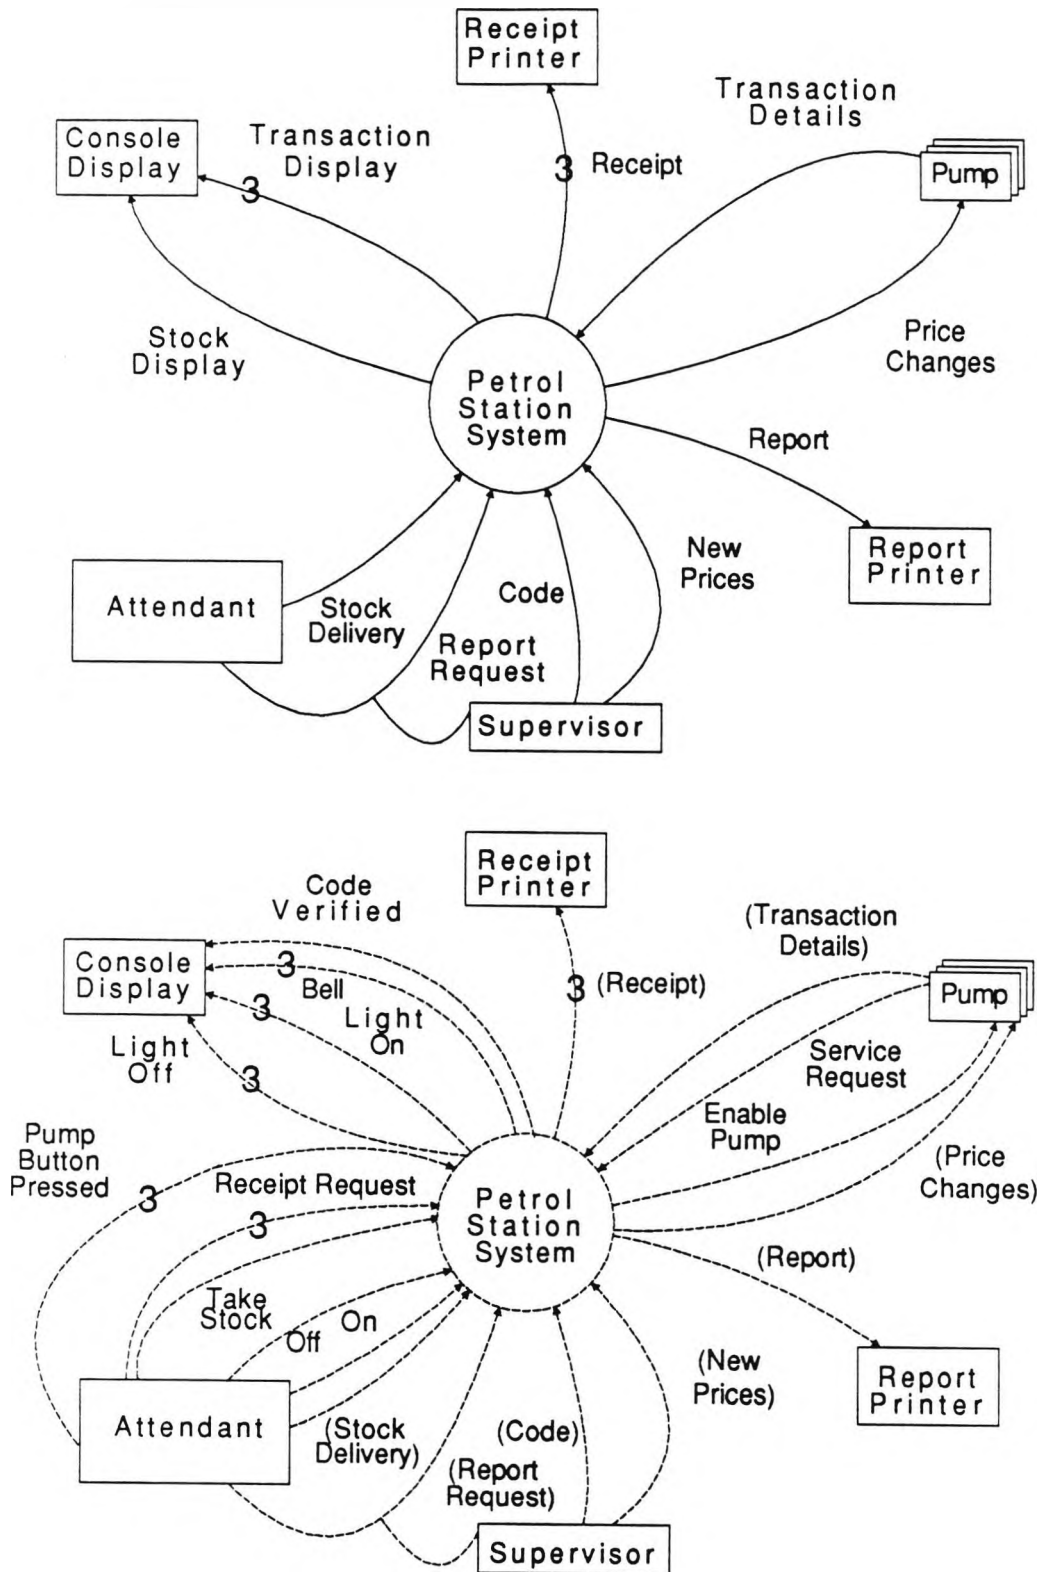 Receipt
Printer
Transaction
Details
Console
Display
Transaction
Display
3
3
Receipt
Pump
Stock
Display
Price
Changes
Petrol
Station
System
Report
Attendant
Stock
Delivery
Code
New
Prices
Report
Printer
Report
Request
Supervisor
Receipt
Printer
Code
Verified
(Transaction
Details)
Console
Display
3
Bell
3
Light
On
3
(Receipt)
Pump
Light
Off
3
Service
Request
Enable
Pump
Pump
Button
Pressed
3
Receipt Request
3
Petrol
Station
System
(Price
Changes)
(Report)
Take
Stock
Off
On
Attendant
(Stock
Delivery)
(Code)
(New
Prices)
Report
Printer
(Report
Request)
Supervisor